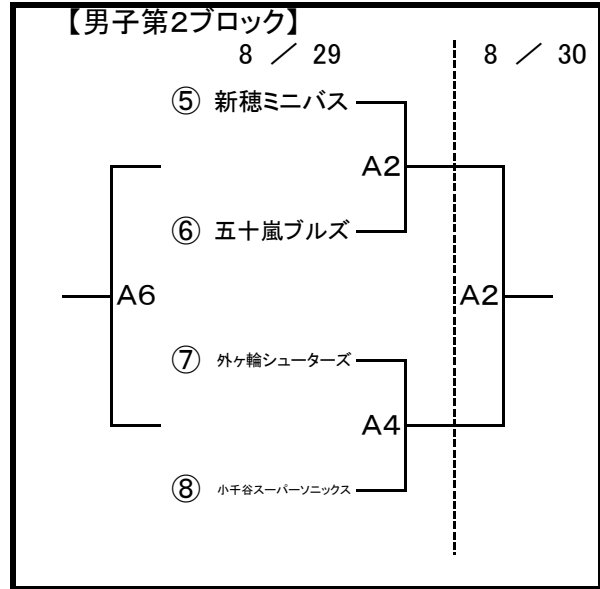 【男子第2ブロック】
8 ／ 29
8 ／ 30
⑤ 新穂ミニバス
A2
⑥ 五十嵐ブルズ
A6
A2
⑦ 外ヶ輪シューターズ
A4
⑧ 小千谷スーパーソニックス